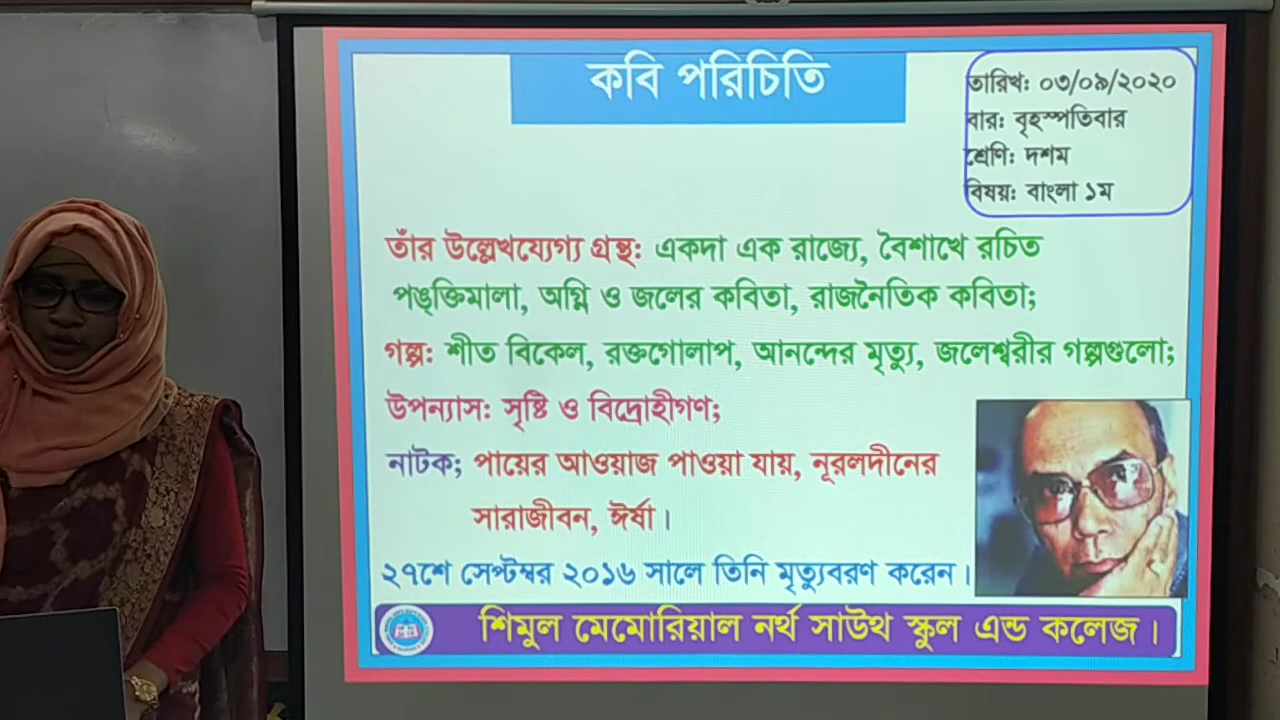 কবি পরিচিতি
তারিখ: ০৩/০৯/২০২০
বার: বৃহস্পতিবার
শ্রেণি: দশম
বিষয়: বাংলা ১ম
তাঁর উল্লেখযোগ্য গ্রন্থ: একদা এক রাজ্যে, বৈশাখে রচিত
পঙ্‌ক্তিমালা, অগ্নি ও জলের কবিতা, রাজনৈতিক কবিতা;
গল্প: শীত বিকেল, রক্তগোলাপ, আনন্দের মৃত্যু, জলেশ্বরীর গল্পগুলো;
উপন্যাস: সৃষ্টি ও বিদ্রোহীগণ;
নাটক; পায়ের আওয়াজ পাওয়া যায়, নূরলদীনের
সারাজীবন, ঈর্ষা।
২৭শে সেপ্টম্বর ২০১৬ সালে তিনি মৃত্যুবরণ করেন।
শিমুল মেমোরিয়াল নর্থ সাউথ স্কুল এন্ড কলেজ।